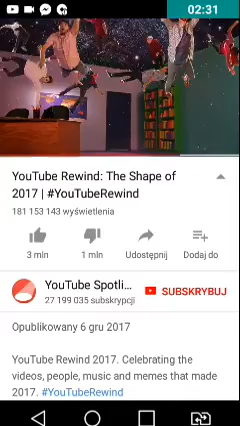 02:31
YouTube Rewind: The Shape of
2017 | #YouTubeRewind
181 153 143 wyświetlenia
3 mln
1 mln
Udostępnij
Dodaj do
YouTube Spotli...
27 199 035 subskrypcji
SUBSKRYBUJ
Opublikowany 6 gru 2017
YouTube Rewind 2017. Celebrating the
videos, people, music and memes that made
2017. #YouTubeRewind